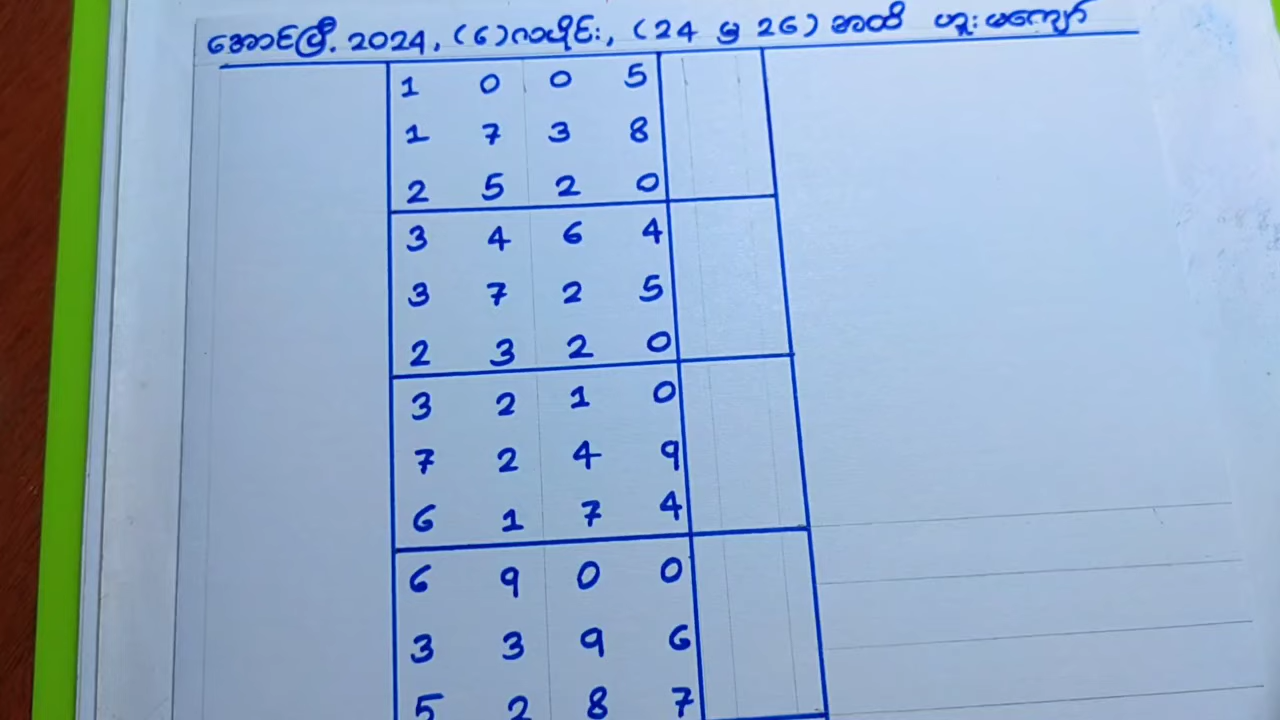 အောင်ပြီ. 2024, (6)ဂဏိုင်း, (24 မှ 26) အထိ ဟူးမကျော်
1 0 0 5
1 7 3 8
2 5 2 0
3 4 6 4
3 7 2 5
2 3 2 0
3 2 1 0
7 2 4 9
6 1 7 4
6 9 0 0
3 3 9 6
5 2 8 7